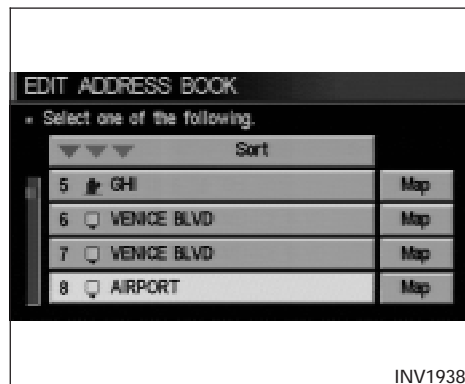 EDIT ADDRESS BOOK
Select one of the following.
Sort
5 GHI Map
6 VENICE BLVD Map
7 VENICE BLVD Map
8 AIRPORT Map
INV1938